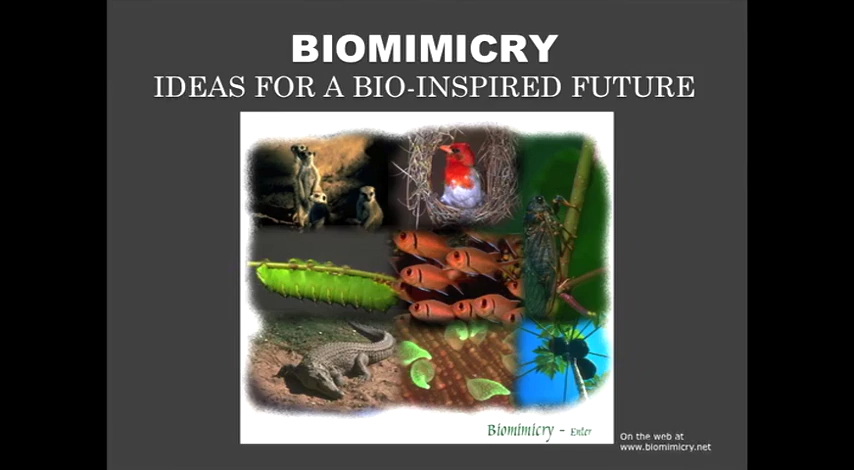 BIOMIMICRY
IDEAS FOR A BIO-INSPIRED FUTURE
Biomimicry - Enter
On the web at
www.biomimicry.net